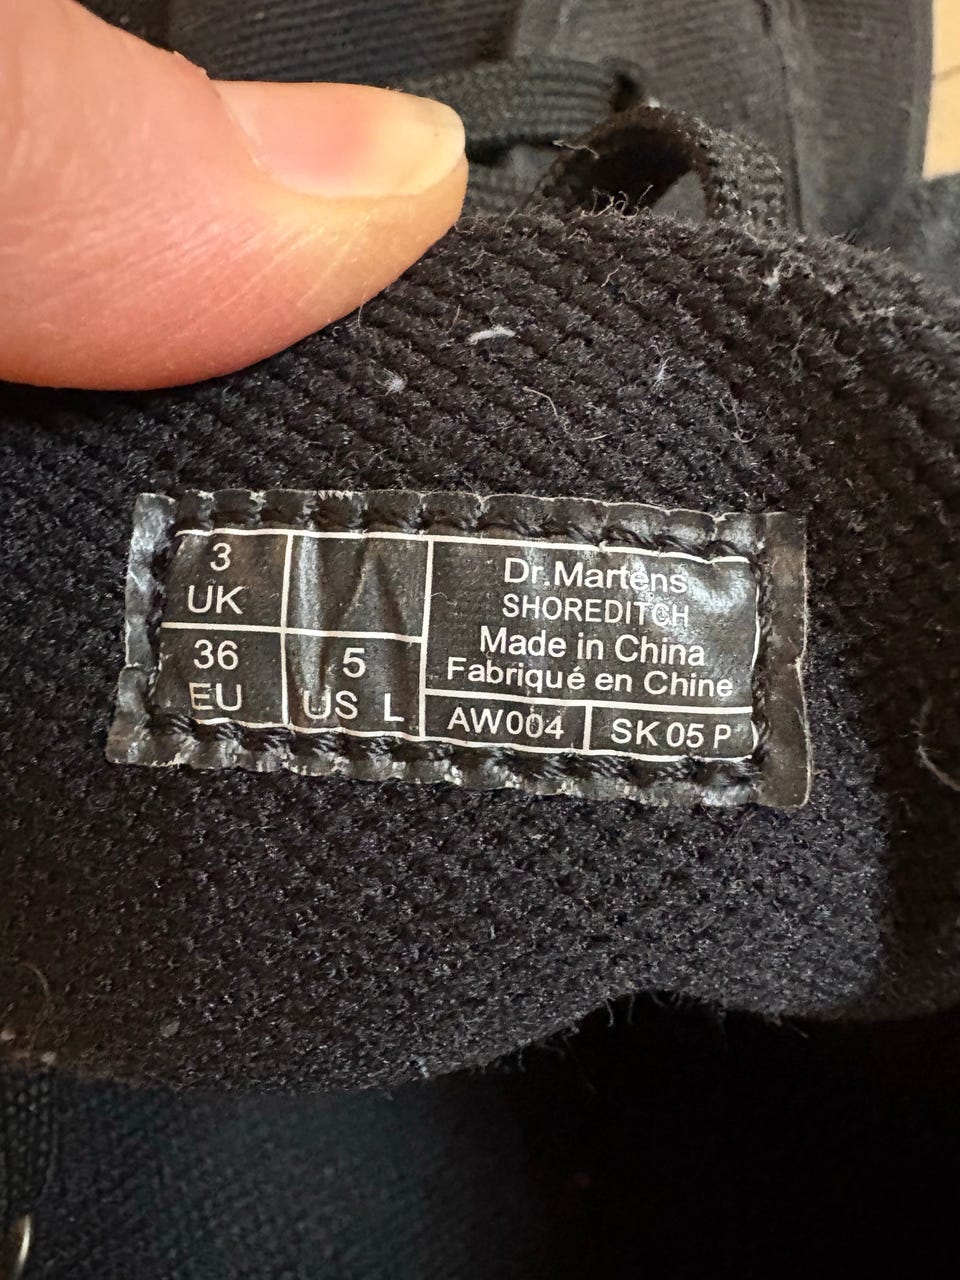 3
UK
36
EU
5
US L
Dr.Martens
SHOREDITCH
Made in China
Fabriqué en Chine
AW004
SK 05 P